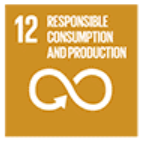 12 RESPONSIBLE
CONSUMPTION
AND PRODUCTION